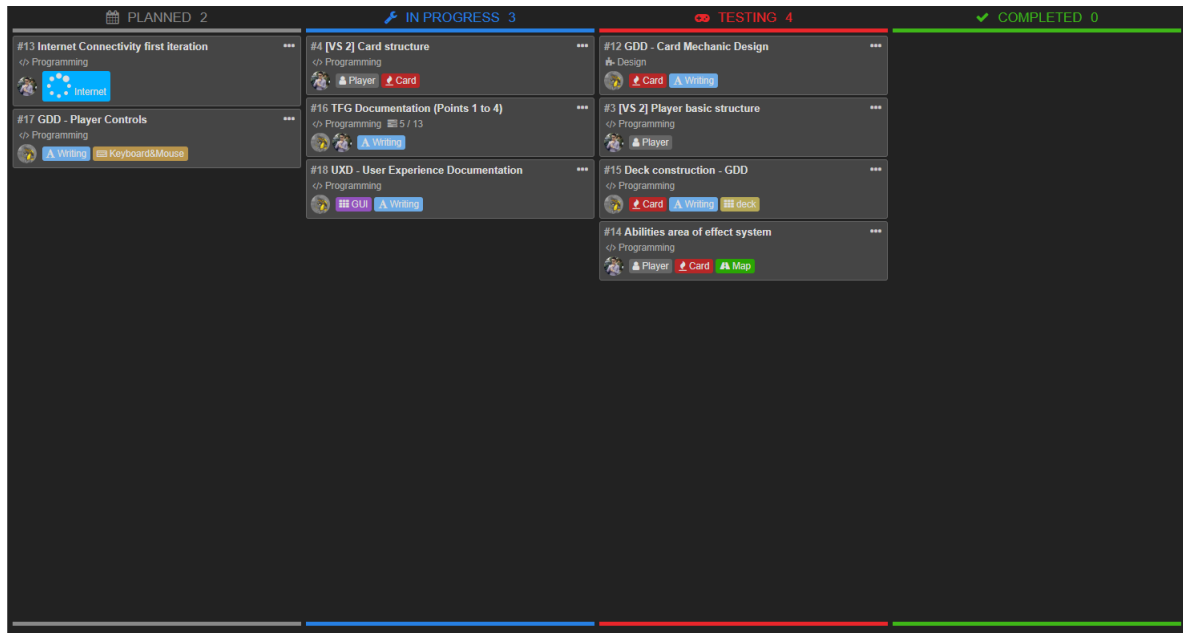 PLANNED 2
#13 Internet Connectivity first iteration
Programming
Internet
#17 GDD - Player Controls
Programming
A Writing Keyboard&Mouse
IN PROGRESS 3
#4 [VS 2] Card structure
Programming
Player Card
#16 TFG Documentation (Points 1 to 4)
Programming 5 / 13
A Writing
#18 UXD - User Experience Documentation
Programming
GUI A Writing
TESTING 4
#12 GDD - Card Mechanic Design
Design
Card A Writing
#3 [VS 2] Player basic structure
Programming
Player
#15 Deck construction - GDD
Programming
Card A Writing deck
#14 Abilities area of effect system
Programming
Player Card Map
COMPLETED 0